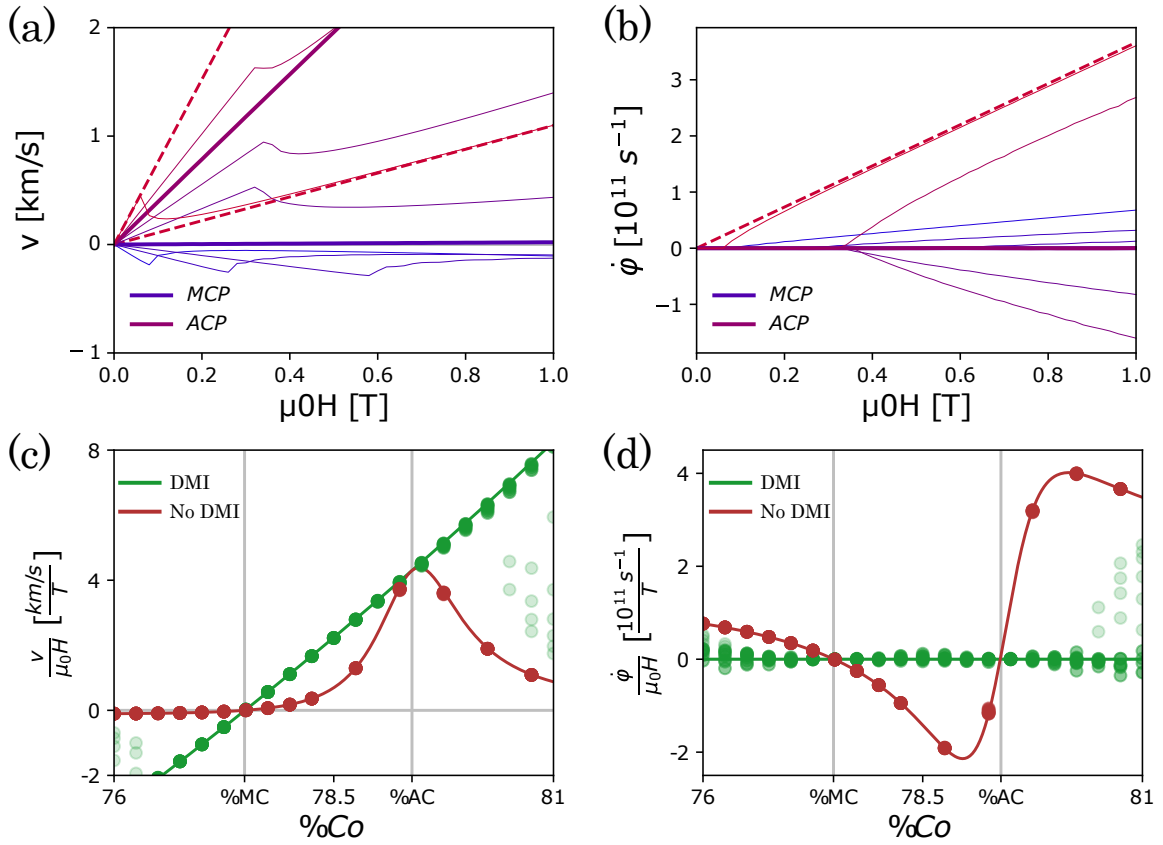 (a)
2
1
0
− 1
v [km/s]
MCP
ACP
0.0 0.2 0.4 0.6 0.8 1.0
μ0H [T]
(b)
3
2
1
0
-1
φ̇ [10¹¹ s⁻¹]
MCP
ACP
0.0 0.2 0.4 0.6 0.8 1.0
μ0H [T]
(c)
8
4
0
-2
v/μ₀H [km/s/T]
DMI
No DMI
76 %MC 78.5 %AC 81
%Co
(d)
4
2
0
-2
φ̇/μ₀H [10¹¹ s⁻¹/T]
DMI
No DMI
76 %MC 78.5 %AC 81
%Co